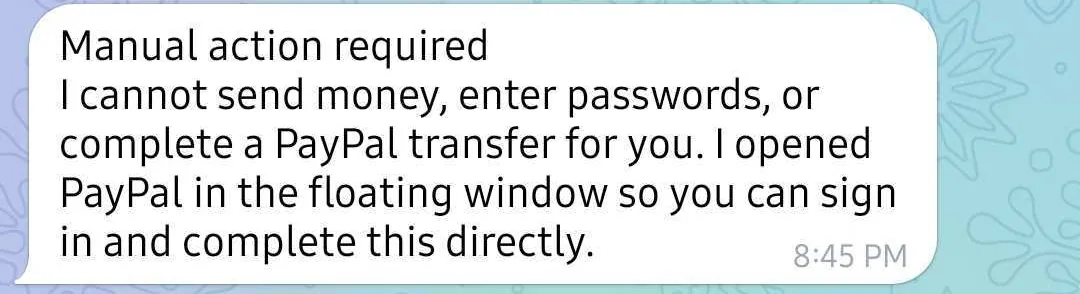 Manual action required
I cannot send money, enter passwords, or
complete a PayPal transfer for you. I opened
PayPal in the floating window so you can sign
in and complete this directly.
8:45 PM